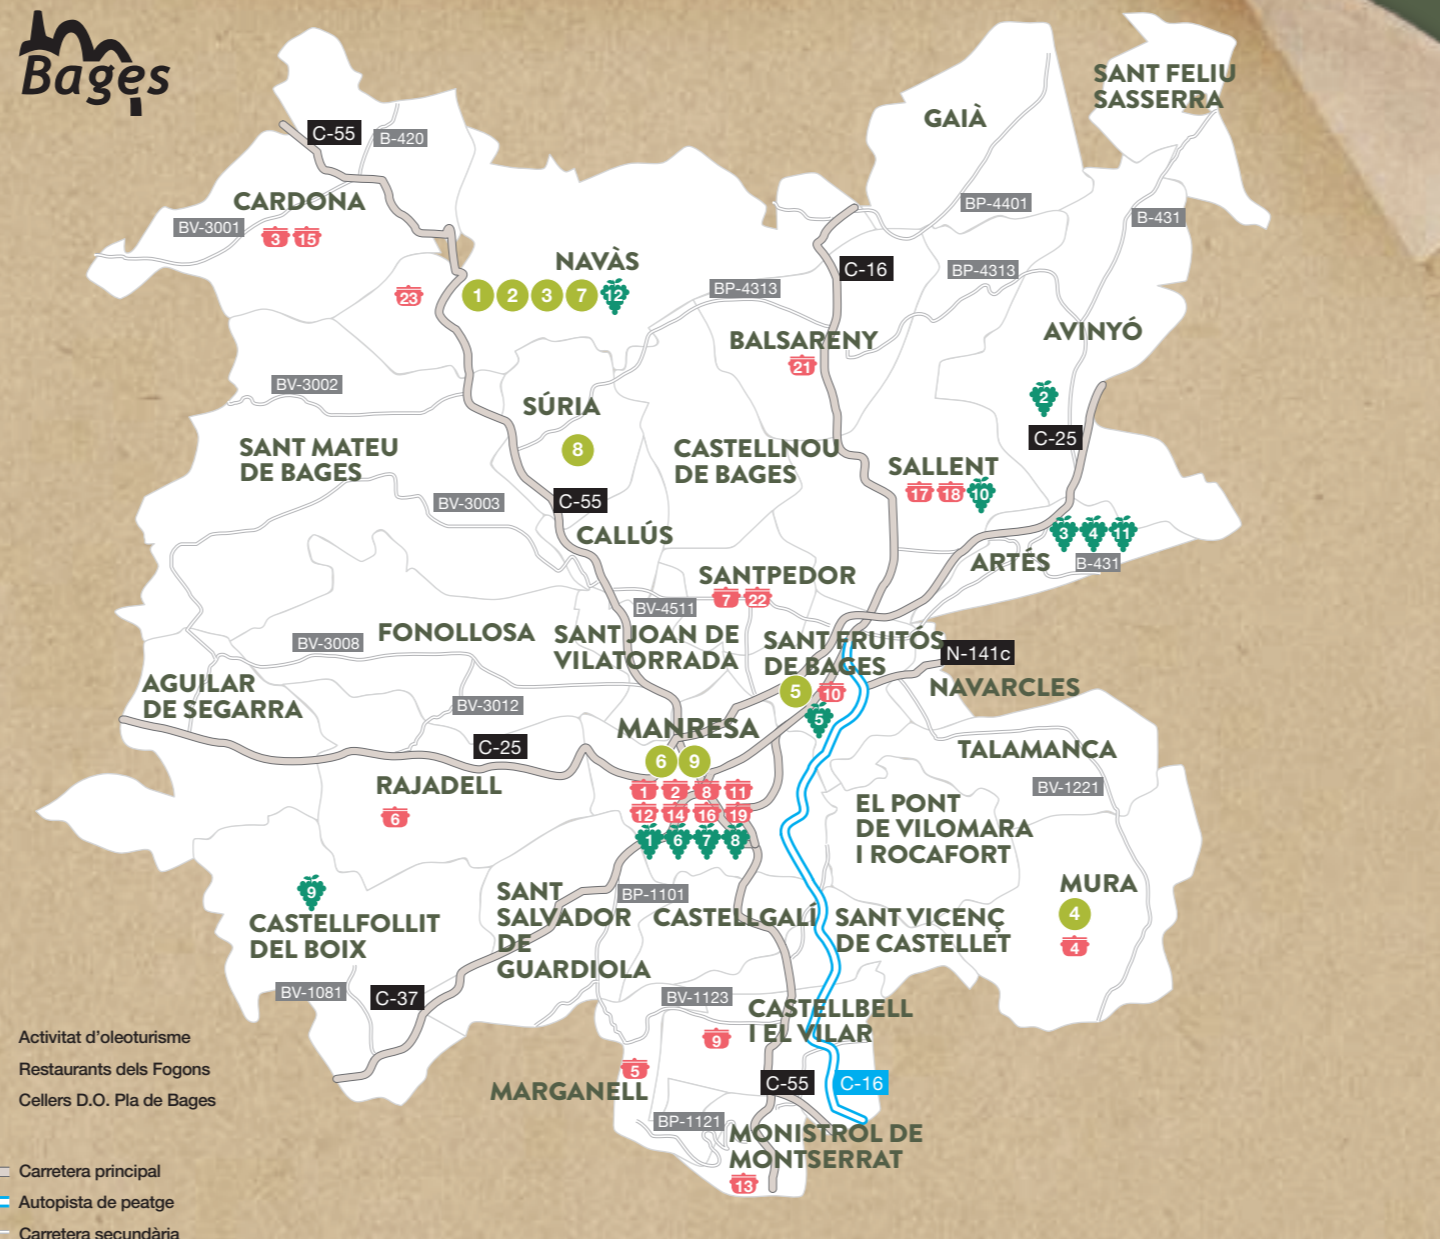 Bages
SANT FELIU
SASSERRA
GAIÀ
C-55
B-420
CARDONA
BV-3001
3 15
BP-4401
B-431
NAVÀS
C-16
BP-4313
BP-4313
23
1 2 3 7 12
BALSARENY
21
AVINYÓ
BV-3002
2
C-25
SÚRIA
8
SANT MATEU
DE BAGES
CASTELLNOU
DE BAGES
SALLENT
17 18 10
BV-3003
C-55
CALLÚS
3 4 11
ARTÉS
B-431
SANTPEDOR
7 22
BV-4511
FONOLLOSA
BV-3008
SANT JOAN DE
VILATORRADA
SANT FRUITÓS
DE BAGES
N-141c
5 10
5
NAVARCLES
AGUILAR
DE SEGARRA
BV-3012
MANRESA
C-25
6 9
1 2 8 11
12 14 16 19
1 6 7 8
TALAMANCA
BV-1221
RAJADELL
6
EL PONT
DE VILOMARA
I ROCAFORT
MURA
4
4
9
CASTELLFOLLIT
DEL BOIX
SANT
SALVADOR
DE
GUARDIOLA
BP-1101
CASTELLGALÍ
SANT VICENÇ
DE CASTELLET
BV-1081
C-37
BV-1123
CASTELLBELL
I EL VILAR
9
5
MARGANELL
C-55
C-16
BP-1121
MONISTROL DE
MONTSERRAT
13
Activitat d'oleoturisme
Restaurants dels Fogons
Cellers D.O. Pla de Bages
Carretera principal
Autopista de peatge
Carretera secundària